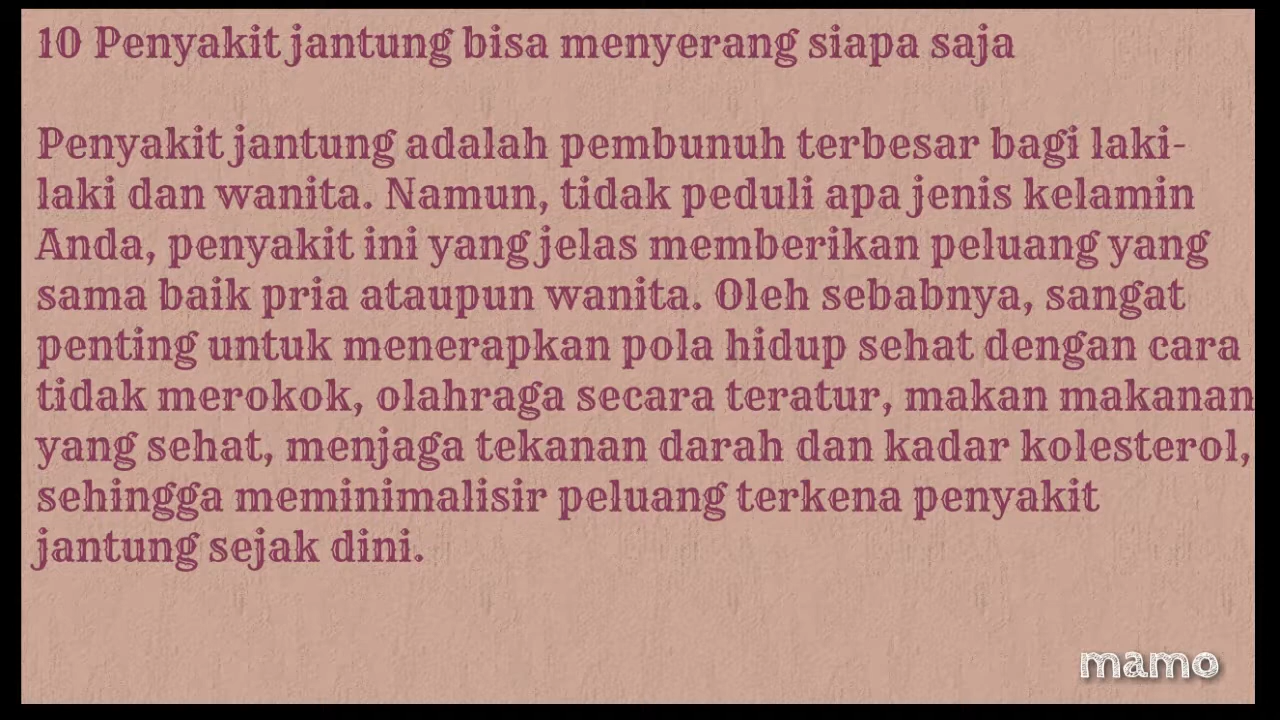 10 Penyakit jantung bisa menyerang siapa saja
Penyakit jantung adalah pembunuh terbesar bagi laki-
laki dan wanita. Namun, tidak peduli apa jenis kelamin
Anda, penyakit ini yang jelas memberikan peluang yang
sama baik pria ataupun wanita. Oleh sebabnya, sangat
penting untuk menerapkan pola hidup sehat dengan cara
tidak merokok, olahraga secara teratur, makan makanan
yang sehat, menjaga tekanan darah dan kadar kolesterol,
sehingga meminimalisir peluang terkena penyakit
jantung sejak dini.
mamo